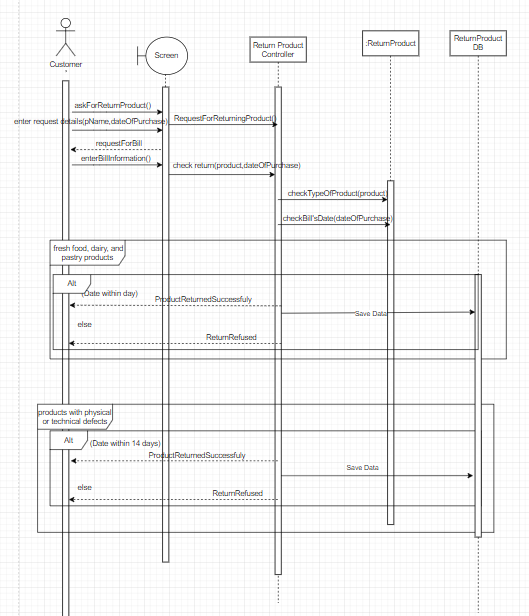 Customer
Screen
Return Product
Controller
:ReturnProduct
ReturnProduct
DB
askForReturnProduct()
enter request details(pName,dateOfPurchase)
RequestForReturningProduct()
requestForBill
enterBillInformation()
check return(product,dateOfPurchase)
checkTypeOfProduct(product)
checkBill'sDate(dateOfPurchase)
fresh food, dairy, and
pastry products
Alt
(Date within day)
ProductReturnedSuccessfuly
Save Data
else
ReturnRefused
products with physical
or technical defects
Alt
(Date within 14 days)
ProductReturnedSuccessfuly
Save Data
else
ReturnRefused